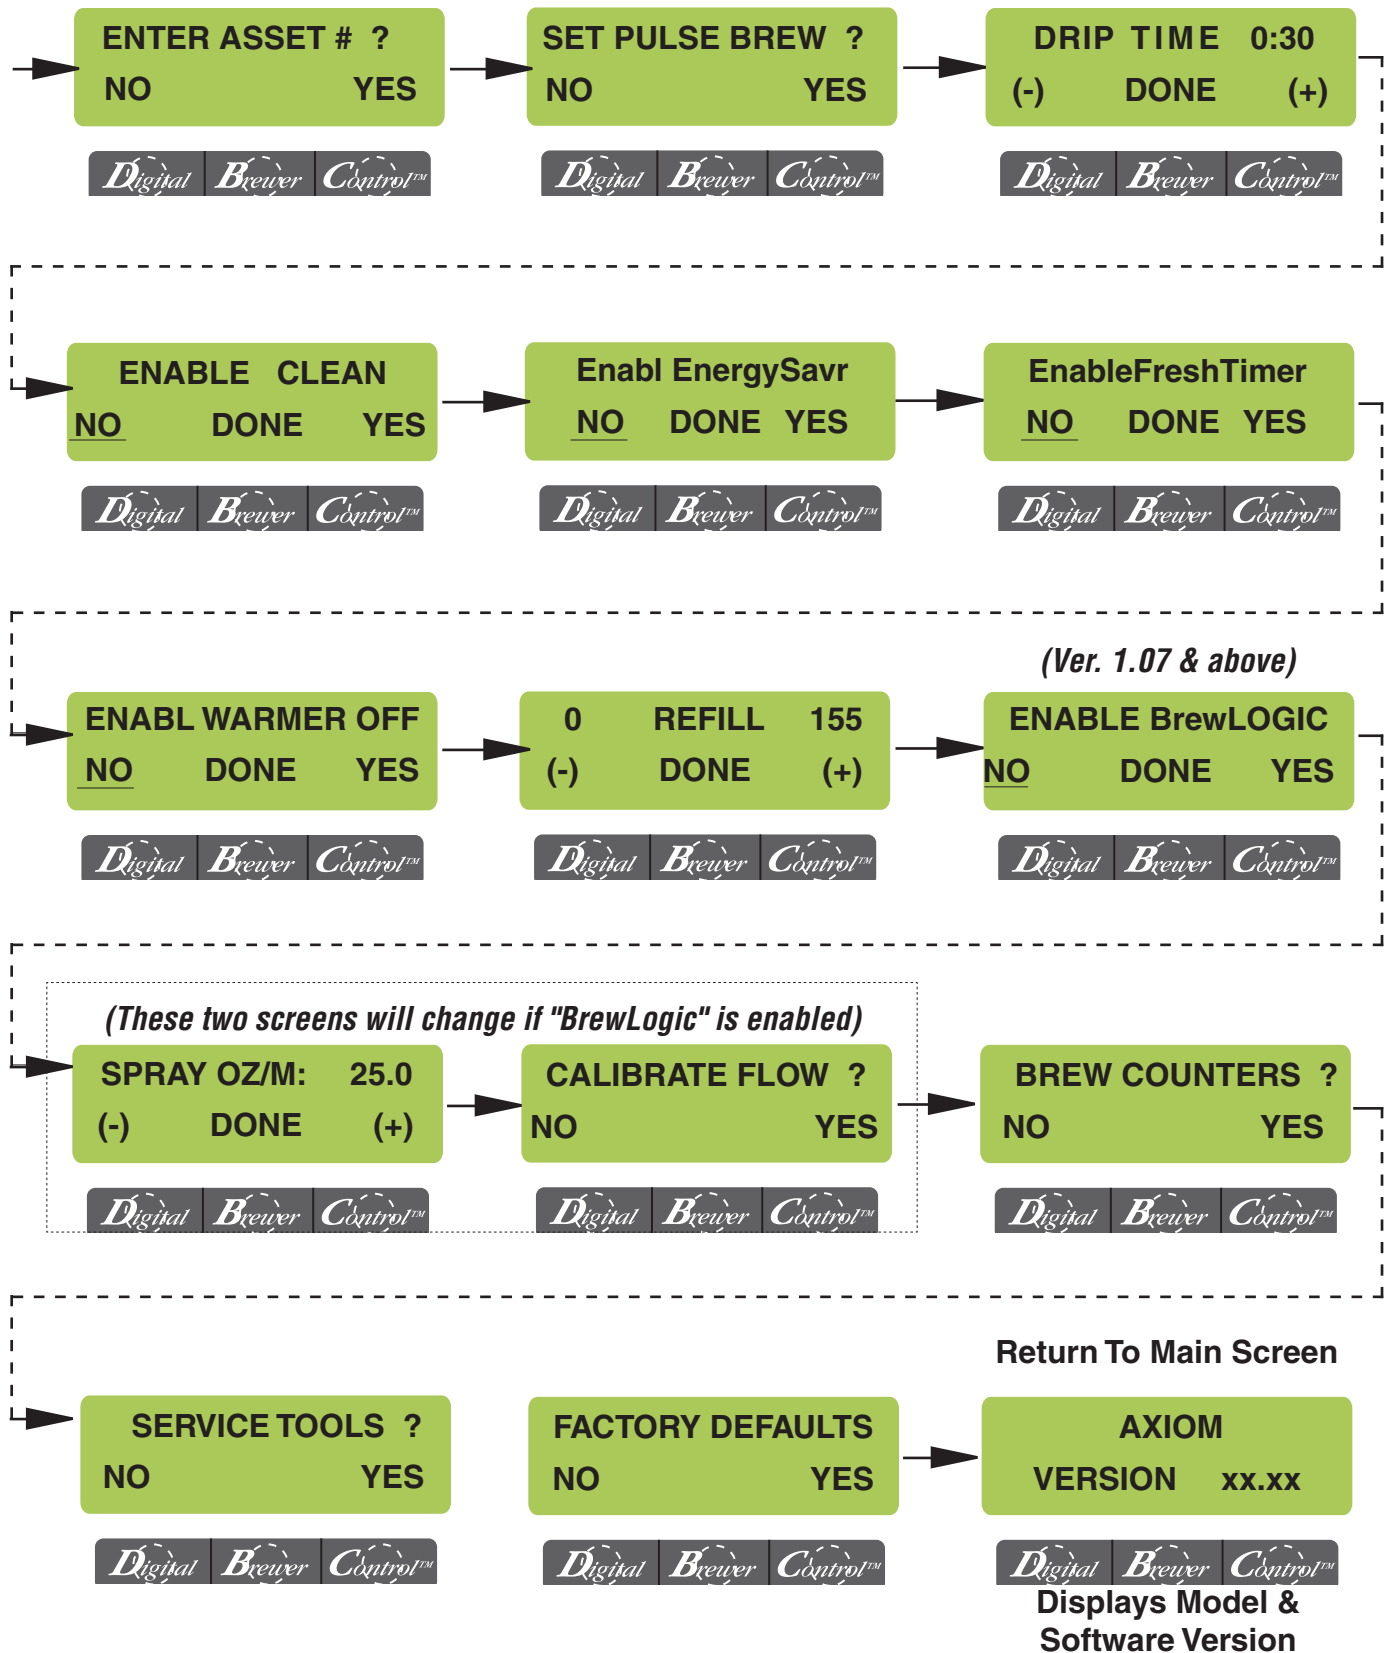 ENTER ASSET # ?
NO YES
Digital Brewer Control™
SET PULSE BREW ?
NO YES
Digital Brewer Control™
DRIP TIME 0:30
(-) DONE (+)
Digital Brewer Control™
ENABLE CLEAN
NO DONE YES
Digital Brewer Control™
Enabl EnergySavr
NO DONE YES
Digital Brewer Control™
EnableFreshTimer
NO DONE YES
Digital Brewer Control™
ENABL WARMER OFF
NO DONE YES
Digital Brewer Control™
0 REFILL 155
(-) DONE (+)
Digital Brewer Control™
(Ver. 1.07 & above)
ENABLE BrewLOGIC
NO DONE YES
Digital Brewer Control™
(These two screens will change if "BrewLogic" is enabled)
SPRAY OZ/M: 25.0
(-) DONE (+)
Digital Brewer Control™
CALIBRATE FLOW ?
NO YES
Digital Brewer Control™
BREW COUNTERS ?
NO YES
Digital Brewer Control™
SERVICE TOOLS ?
NO YES
Digital Brewer Control™
FACTORY DEFAULTS
NO YES
Digital Brewer Control™
Return To Main Screen
AXIOM
VERSION xx.xx
Digital Brewer Control™
Displays Model &
Software Version